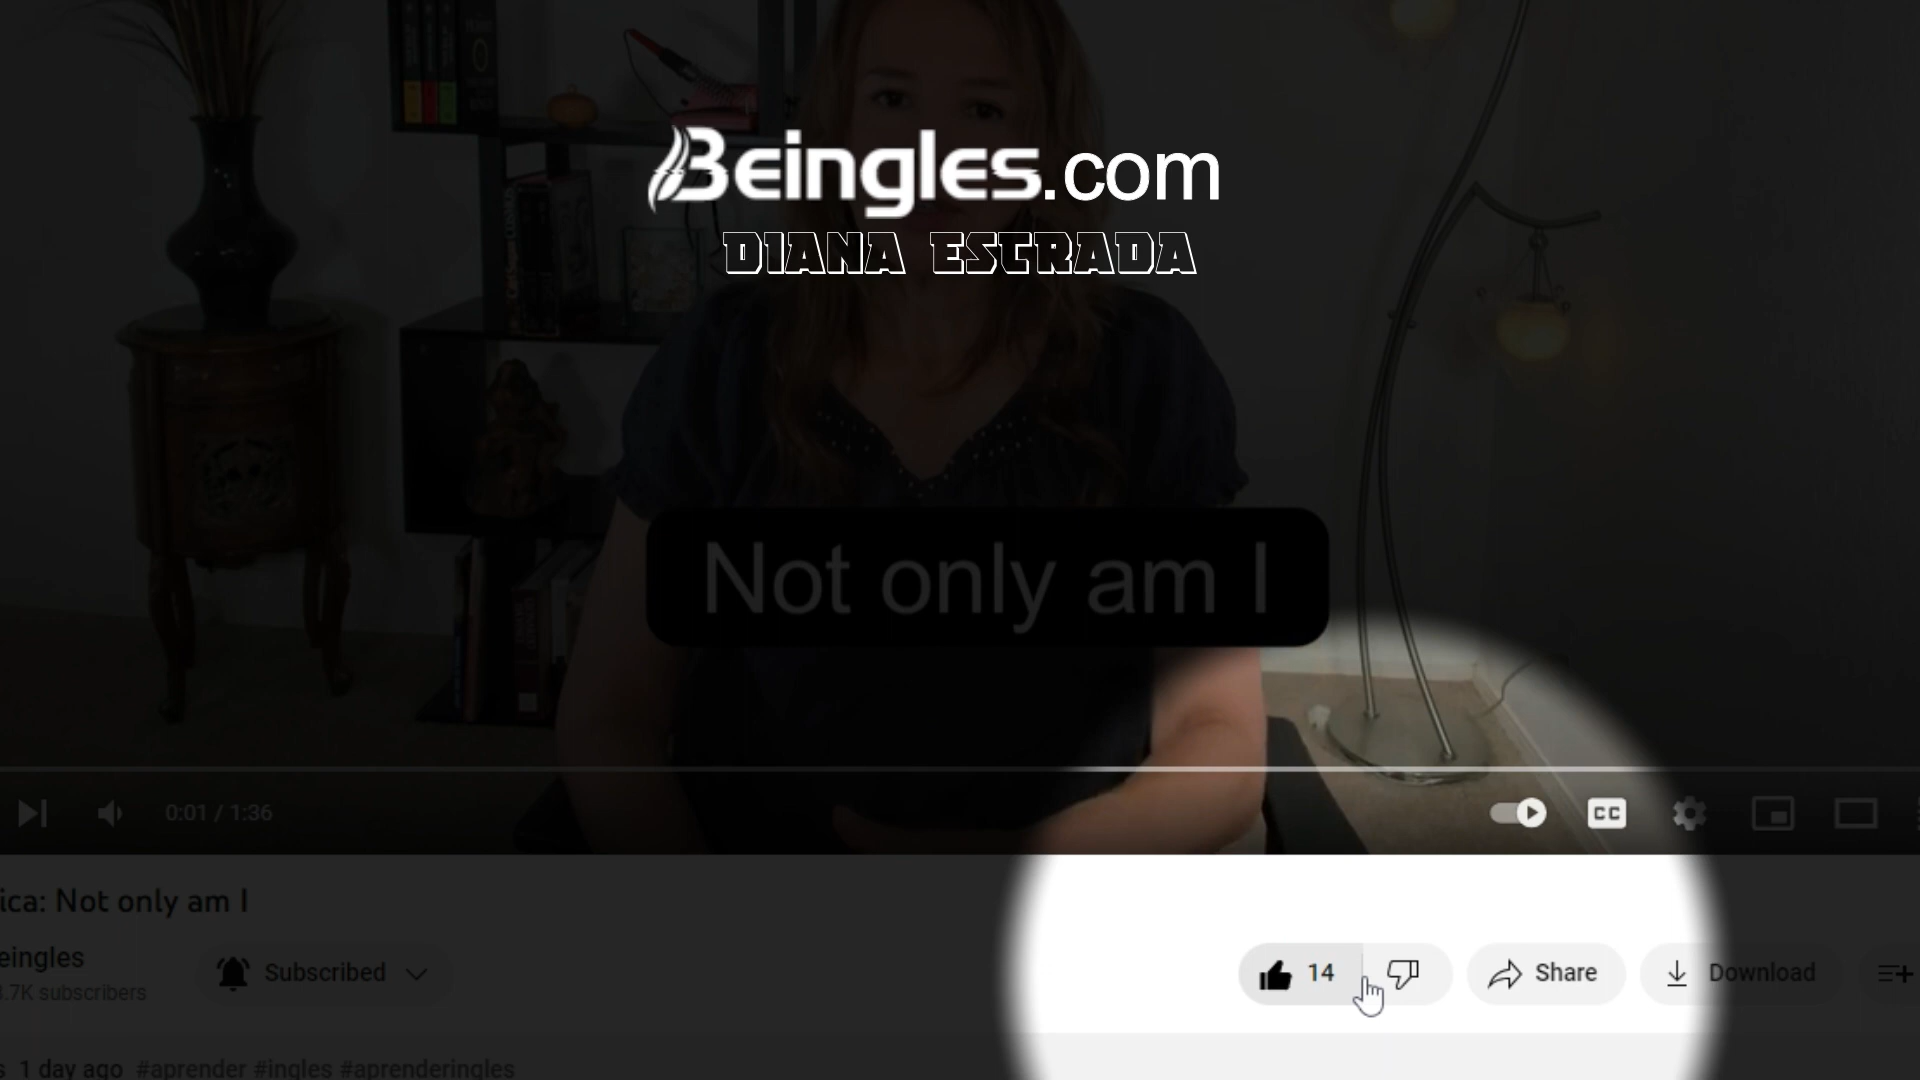 Beingles.com
DIANA ESTRADA
Not only am I
0:01 / 1:36
CC
ica: Not only am I
eingles
Subscribed
14
Share
Download
.7K subscribers
1 day ago #aprender #ingles #aprenderingles